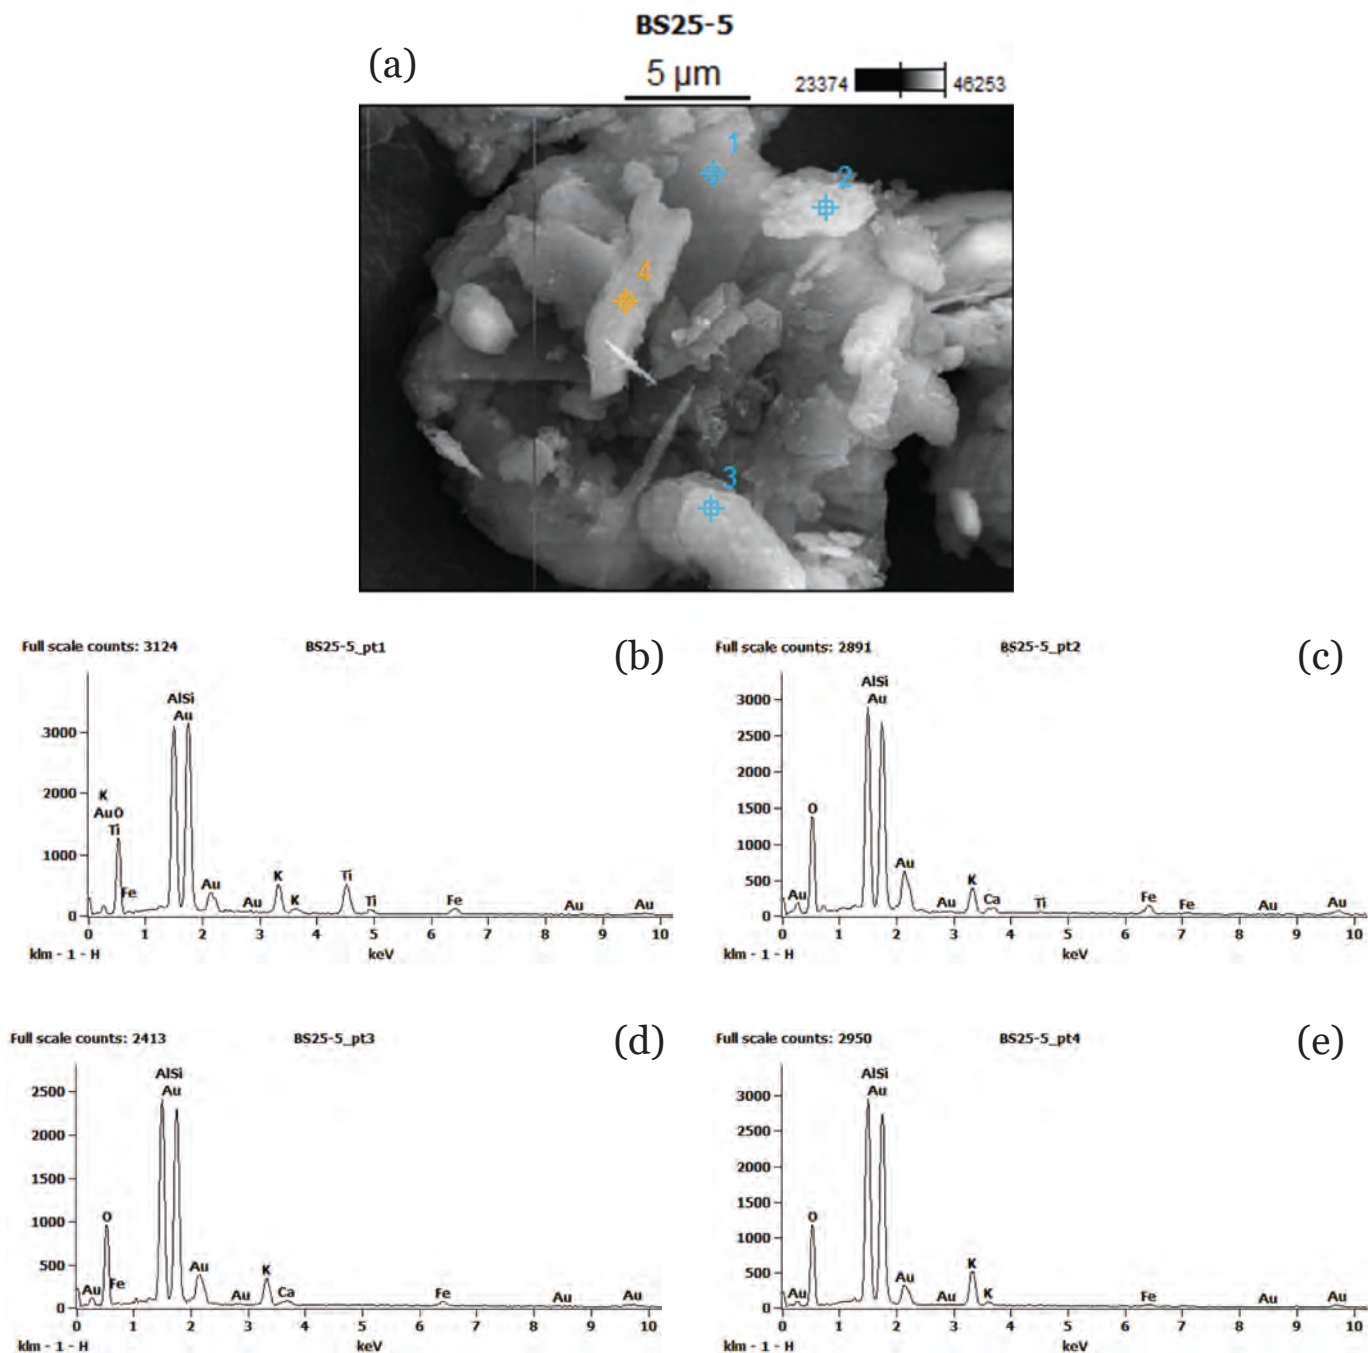 BS25-5
(a)
5 µm
23374 46253
1
2
4
3
Full scale counts: 3124 BS25-5_pt1 (b)
AlSi
Au
3000
2000
1000
0
K
Au O
Ti
Fe
Au
Au
K
K
Ti
Ti
Fe
Au
Au
0 1 2 3 4 5 6 7 8 9 10
klm - 1 - H keV
Full scale counts: 2891 BS25-5_pt2 (c)
AlSi
Au
3000
2500
2000
1500
1000
500
0
O
Au
Au
Au
K
Ca
Ti
Fe
Fe
Au
Au
0 1 2 3 4 5 6 7 8 9 10
klm - 1 - H keV
Full scale counts: 2413 BS25-5_pt3 (d)
AlSi
Au
2500
2000
1500
1000
500
0
O
Au
Fe
Au
Au
K
Ca
Fe
Au
Au
0 1 2 3 4 5 6 7 8 9 10
klm - 1 - H keV
Full scale counts: 2950 BS25-5_pt4 (e)
AlSi
Au
3000
2500
2000
1500
1000
500
0
O
Au
Au
Au
K
K
Fe
Au
Au
0 1 2 3 4 5 6 7 8 9 10
klm - 1 - H keV